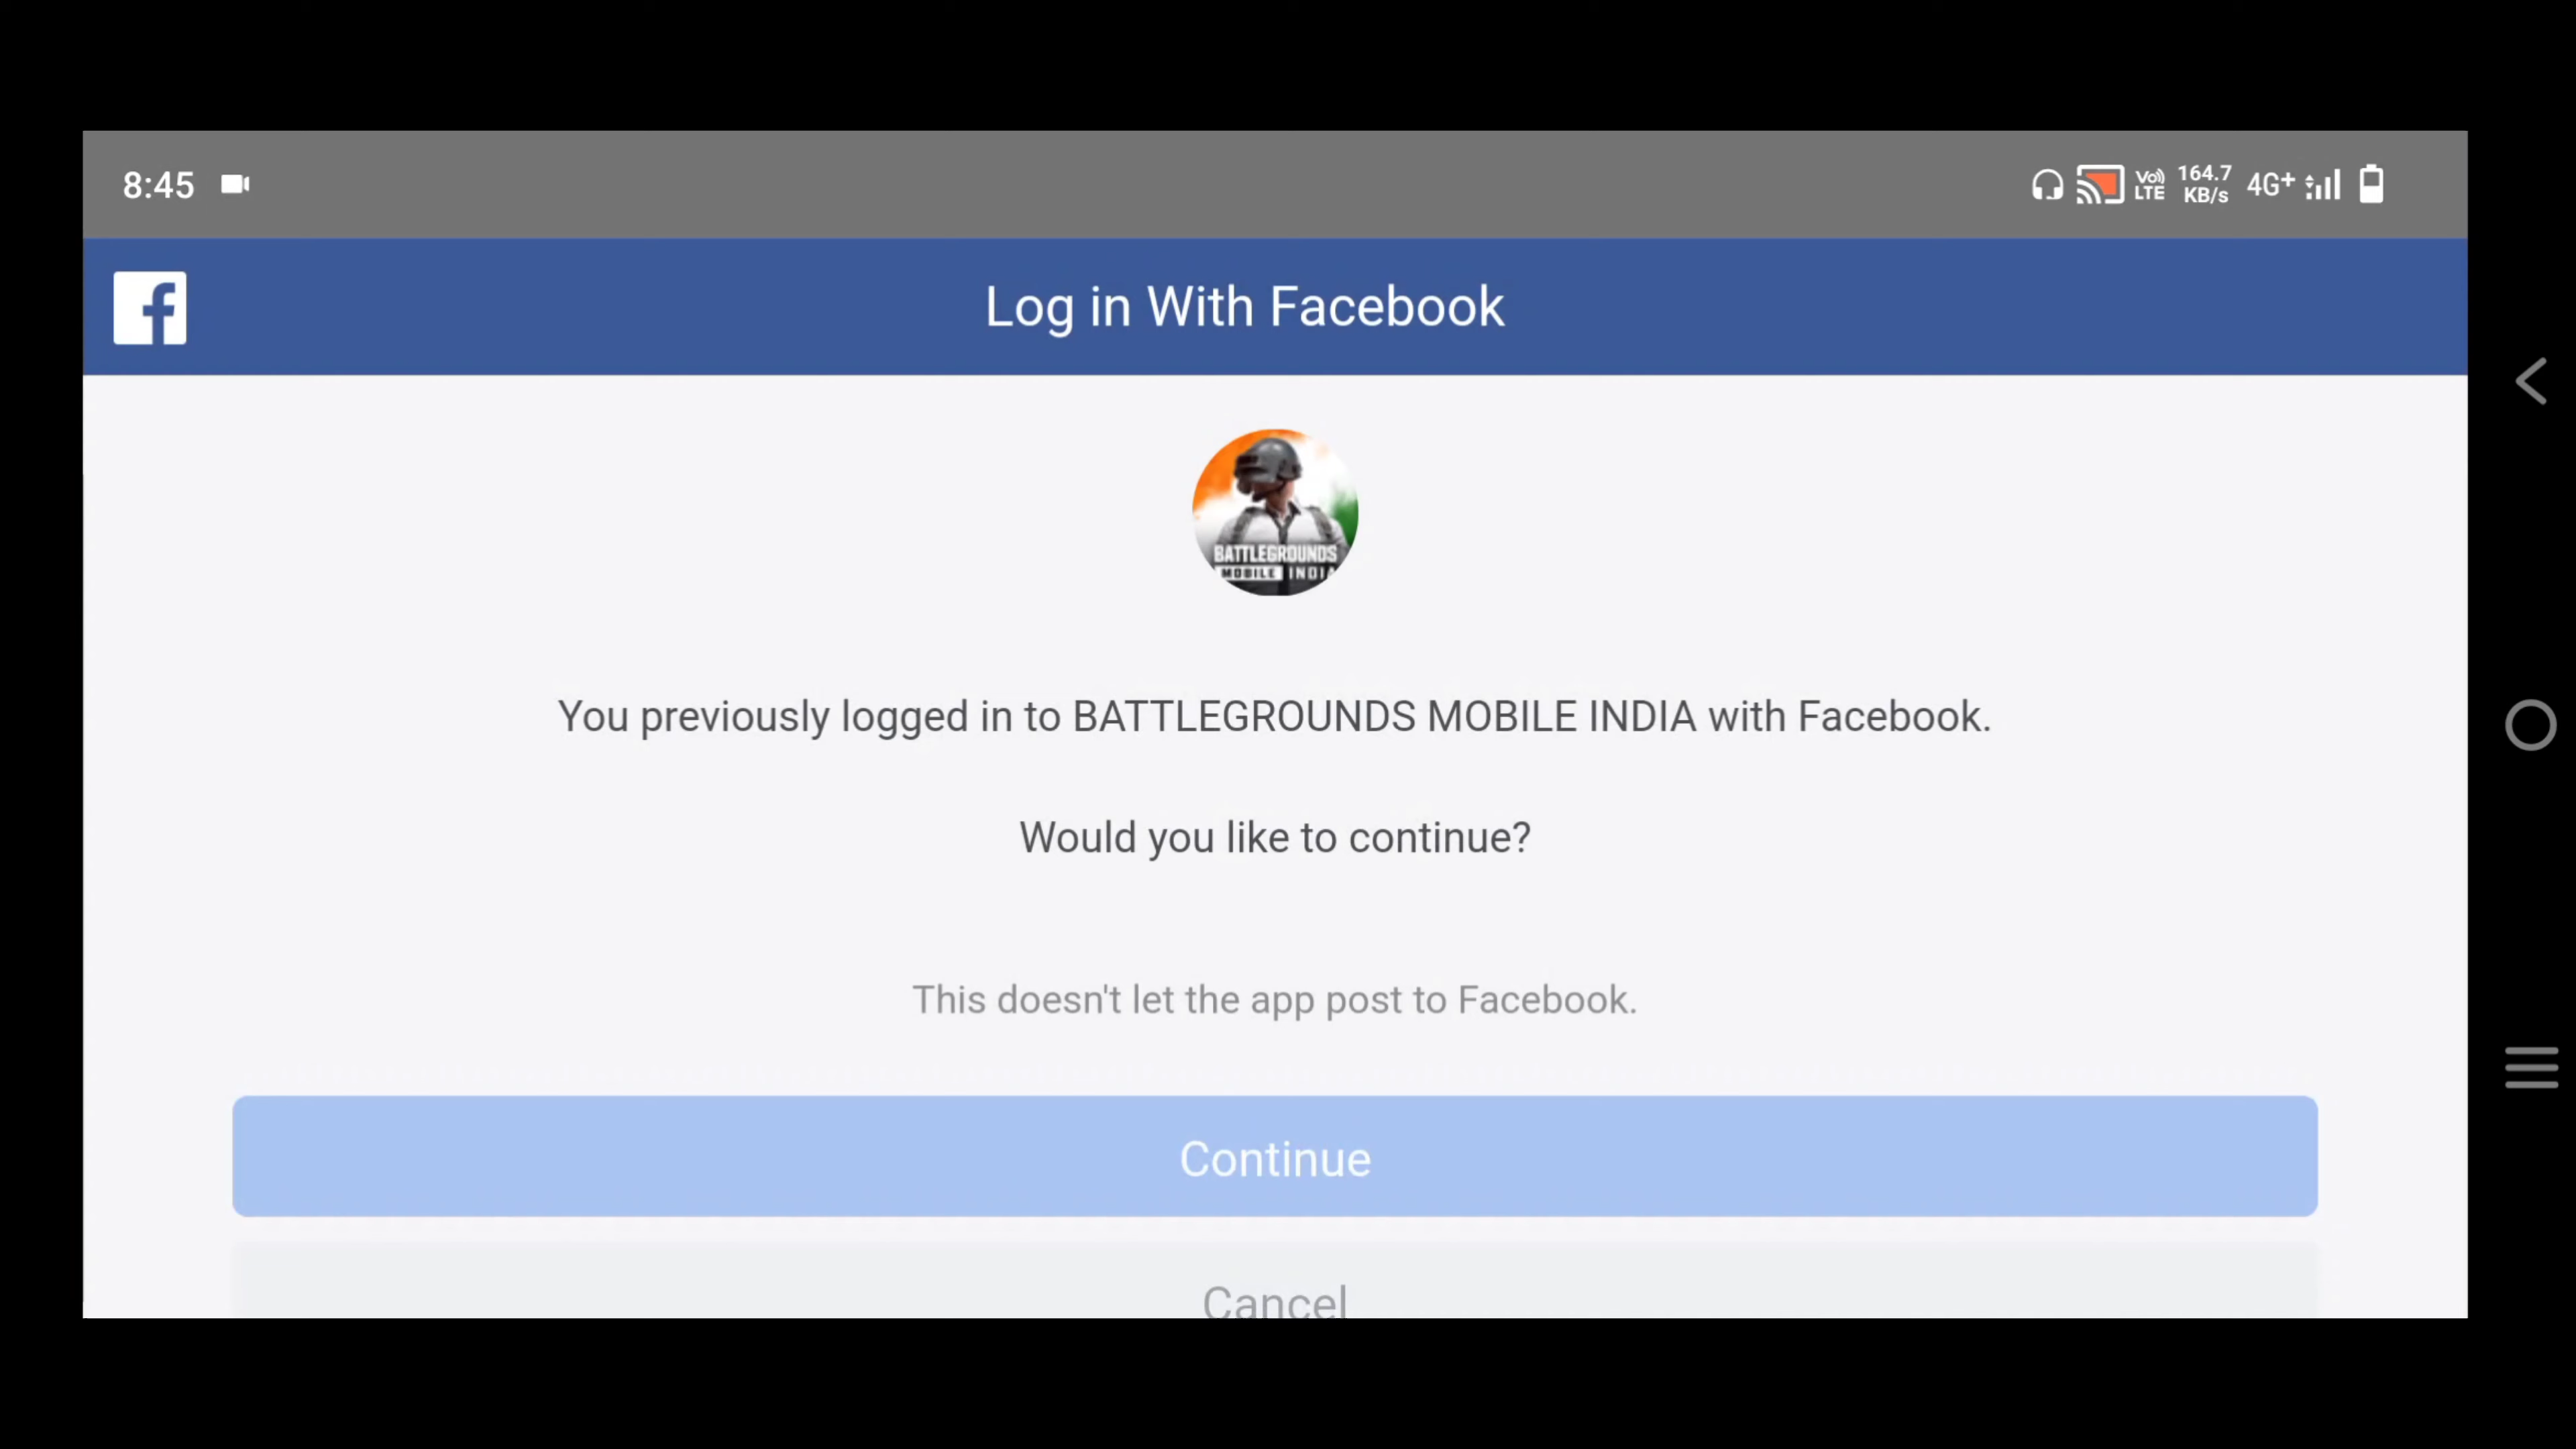 8:45
Vo) LTE 164.7 KB/s 4G+
f Log in With Facebook
BATTLEGROUNDS
MOBILE INDIA
You previously logged in to BATTLEGROUNDS MOBILE INDIA with Facebook.
Would you like to continue?
This doesn't let the app post to Facebook.
Continue
Cancel